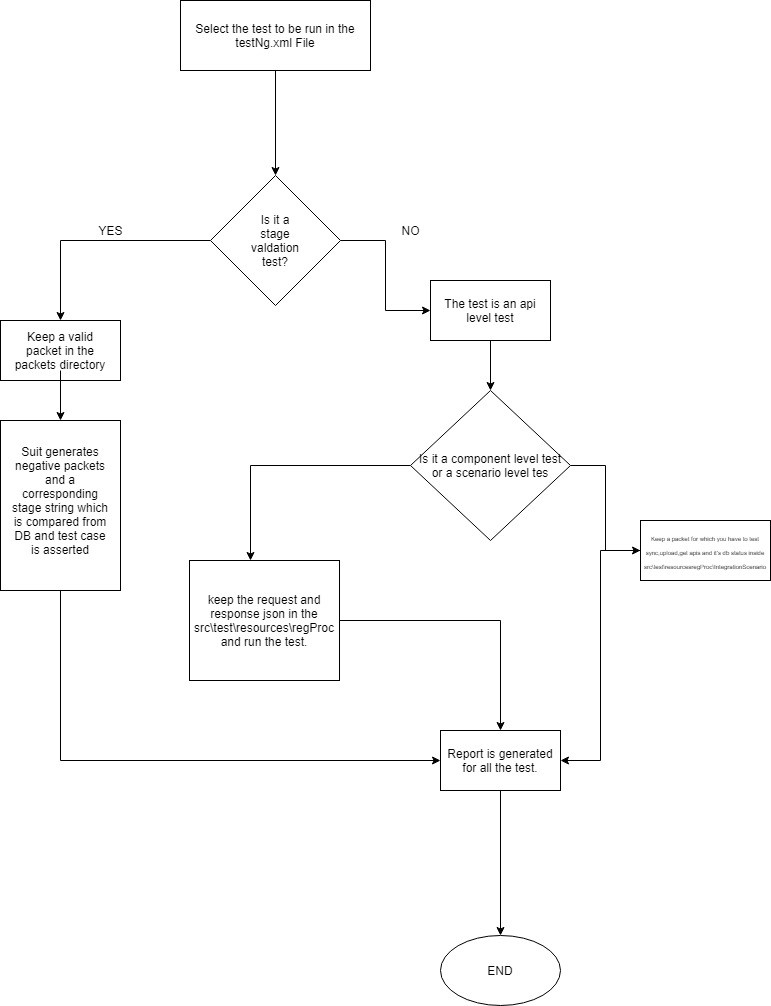 Select the test to be run in the
testNg.xml File
Is it a
stage
valdation
test?
YES
NO
The test is an api
level test
Keep a valid
packet in the
packets directory
Suit generates
negative packets
and a
corresponding
stage string which
is compared from
DB and test case
is asserted
Is it a component level test
or a scenario level tes
Keep a packet for which you have to test
sync,upload,get apis and it's db status inside
src\test\resources\regProc\IntegrationScenario
keep the request and
response json in the
src\test\resources\regProc
and run the test.
Report is generated
for all the test.
END